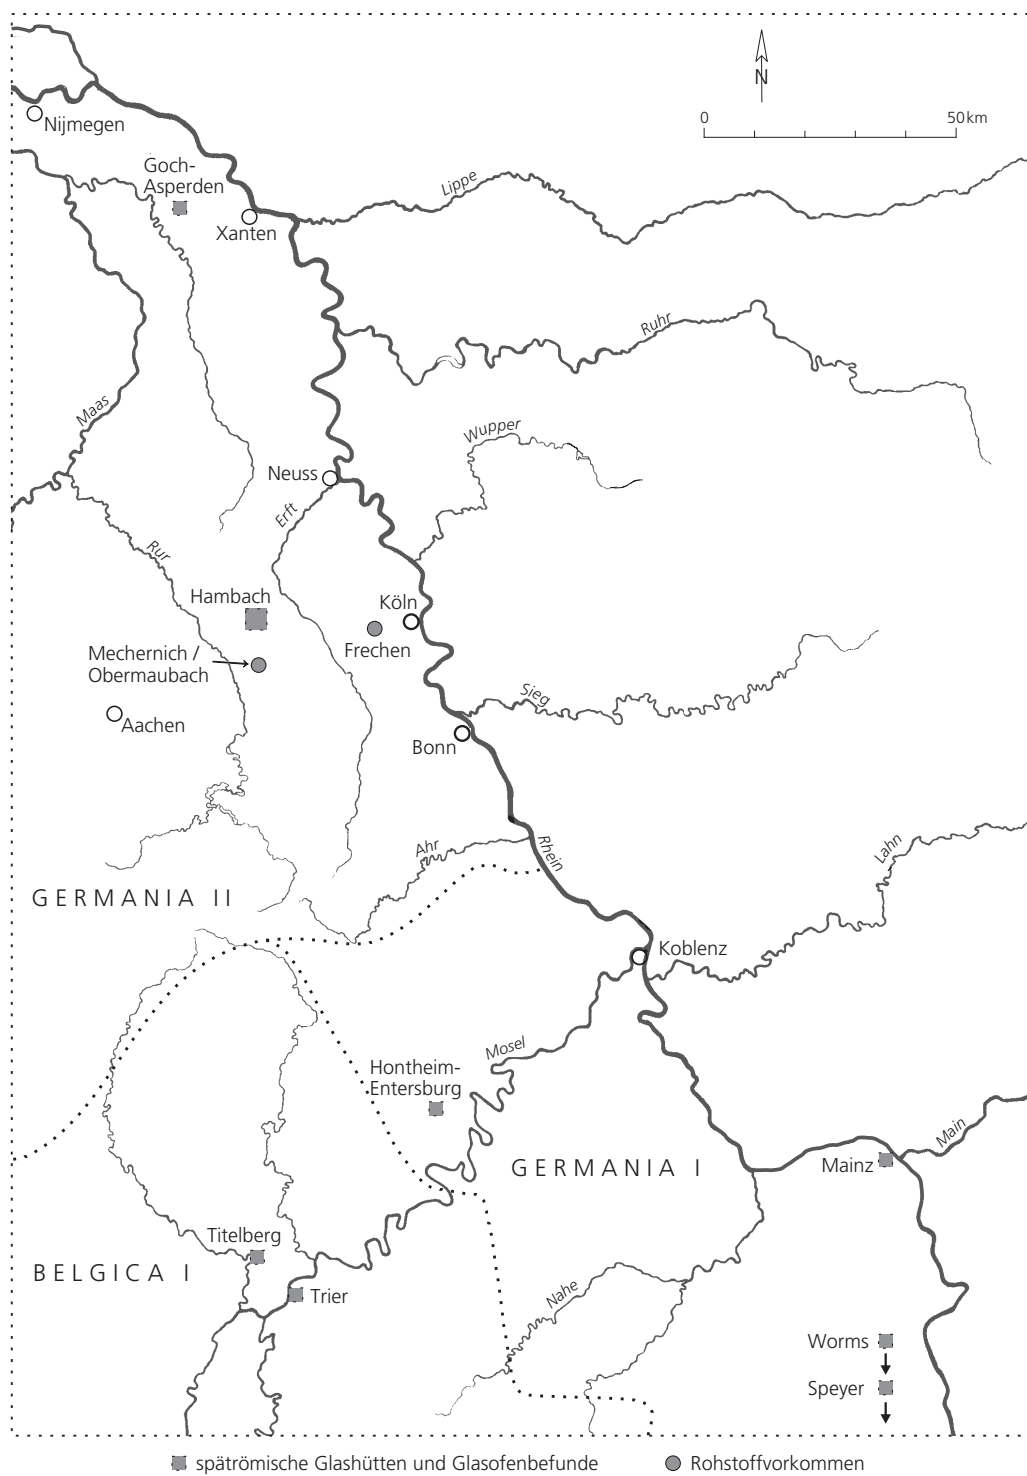 N
0 50 km
Nijmegen
Goch-
Asperden
Xanten
Lippe
Ruhr
Maas
Wupper
Neuss
Erft
Rur
Hambach
Köln
Frechen
Mechernich /
Obermaubach
Aachen
Sieg
Bonn
Rhein
Ahr
Lahn
GERMANIA II
Koblenz
Mosel
Hontheim-
Entersburg
Main
GERMANIA I
Mainz
Titelberg
BELGICA I
Trier
Nahe
Worms
Speyer
spätrömische Glashütten und Glasofenbefunde
Rohstoffvorkommen